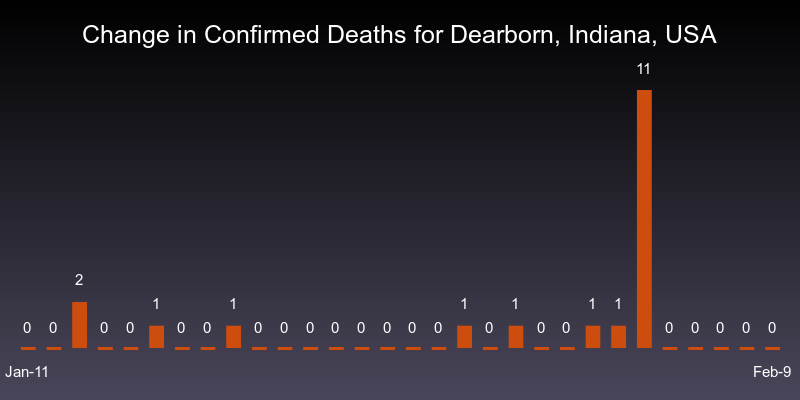 Change in Confirmed Deaths for Dearborn, Indiana, USA
0 0 2 0 0 1 0 0 1 0 0 0 0 0 0 0 0 1 0 1 0 0 1 1 11 0 0 0 0 0
Jan-11 Feb-9